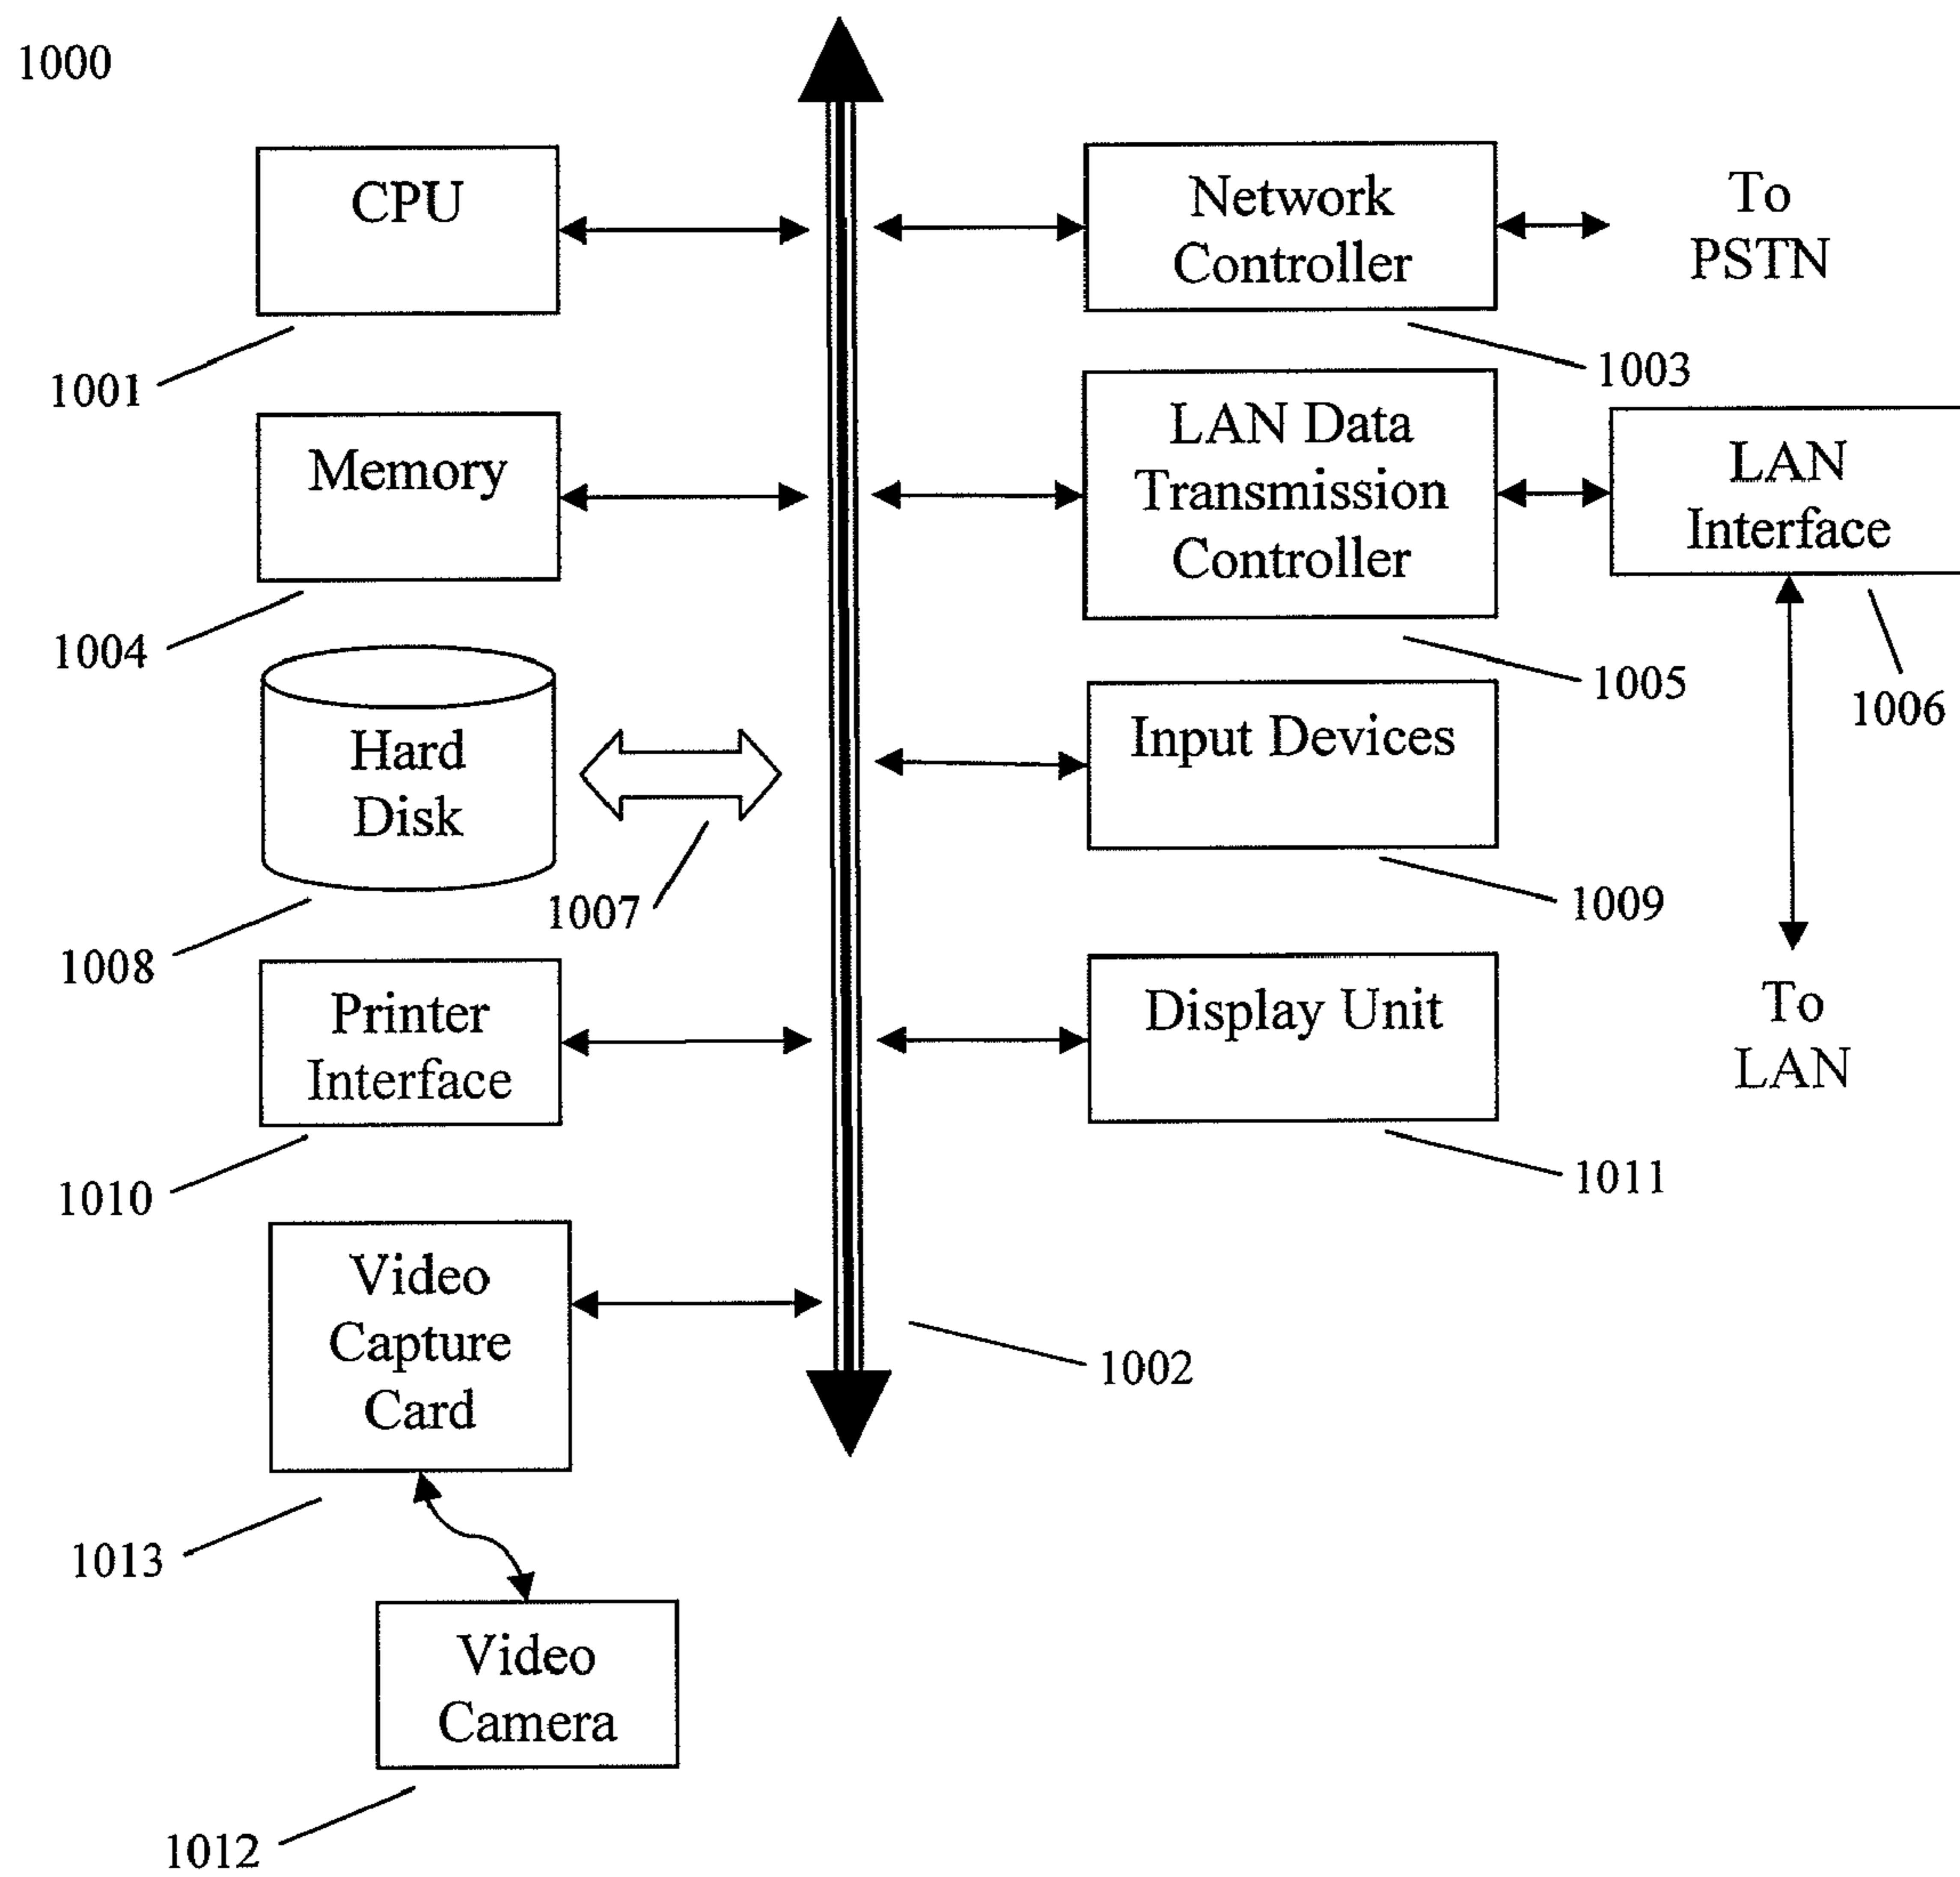 1000
CPU
1001
Network
Controller
1003
To
PSTN
Memory
1004
LAN Data
Transmission
Controller
1005
LAN
Interface
1006
Hard
Disk
1007
1008
Input Devices
1009
Printer
Interface
1010
Display Unit
1011
To
LAN
Video
Capture
Card
1013
1002
Video
Camera
1012